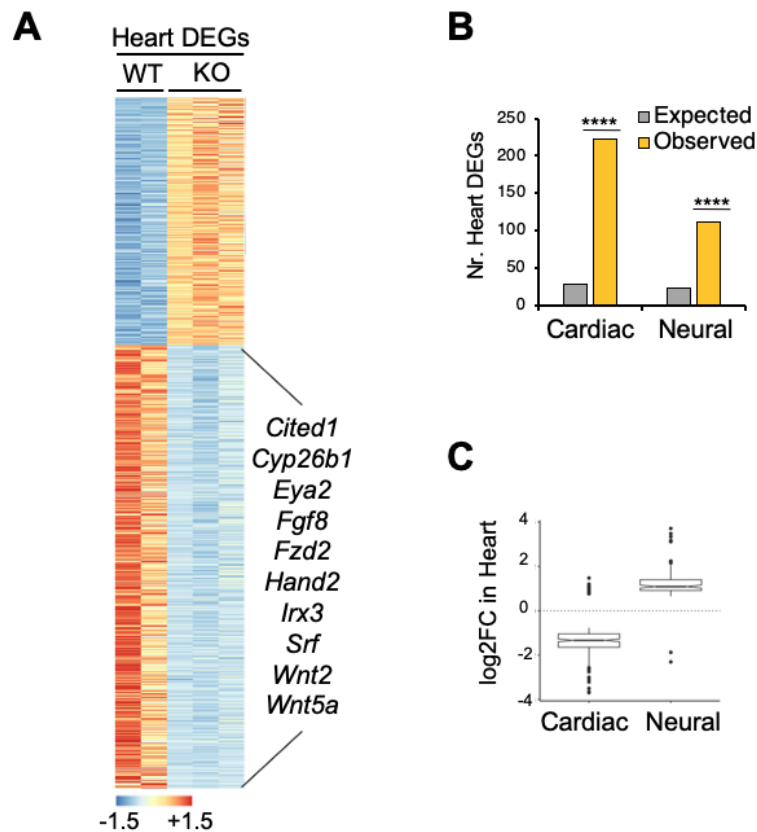 A
Heart DEGs
WT KO
Cited1
Cyp26b1
Eya2
Fgf8
Fzd2
Hand2
Irx3
Srf
Wnt2
Wnt5a
-1.5 +1.5
B
Nr. Heart DEGs
250
200
150
100
50
0
Expected
Observed
****
****
Cardiac Neural
C
log2FC in Heart
4
2
0
-2
-4
Cardiac Neural